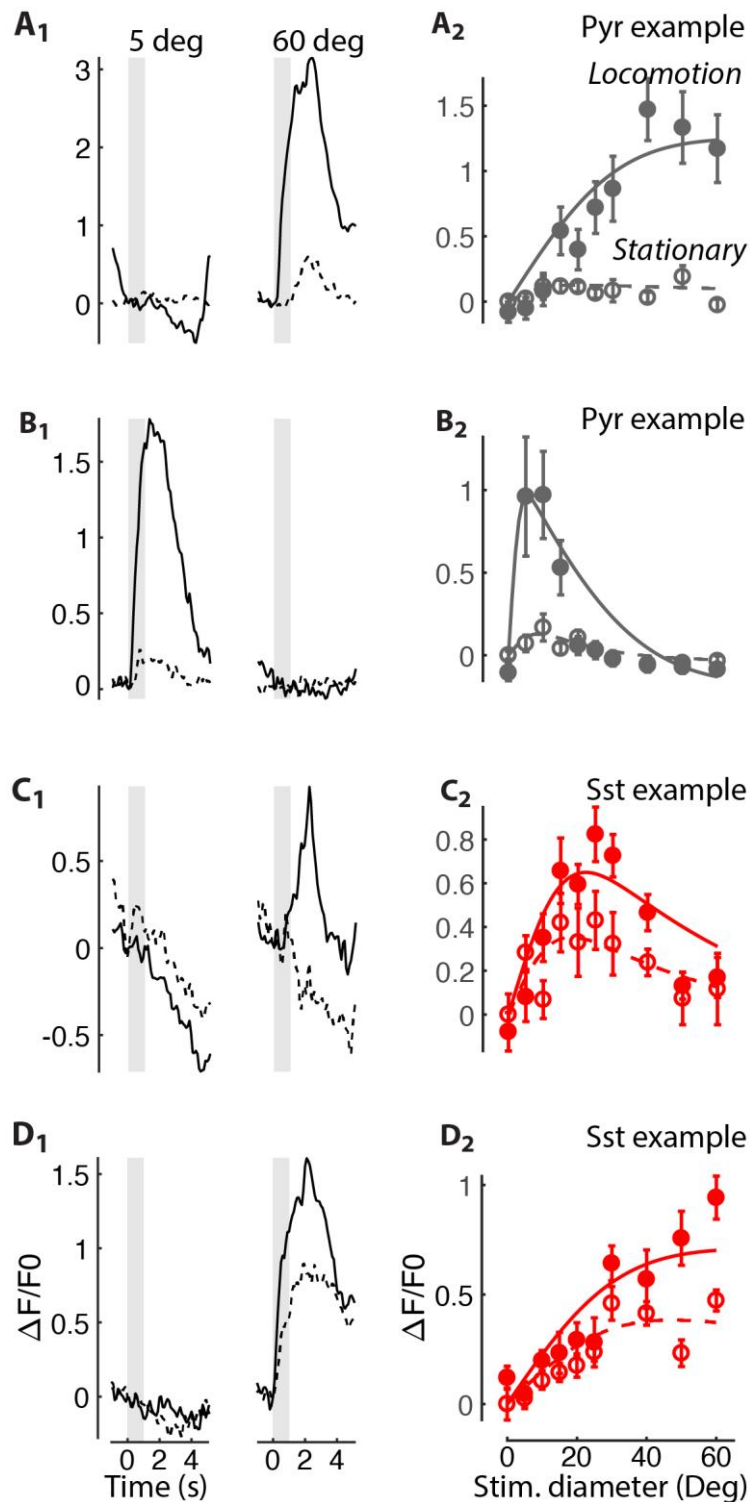 A1
5 deg
60 deg
3
2
1
0
A2
Pyr example
Locomotion
Stationary
1.5
1
0.5
0
B1
1.5
1
0.5
0
B2
Pyr example
1
0.5
0
C1
0.5
0
-0.5
C2
Sst example
0.8
0.6
0.4
0.2
0
D1
1.5
1
0.5
0
ΔF/F0
0 2 4
0 2 4
Time (s)
D2
Sst example
1
0.5
0
ΔF/F0
0 20 40 60
Stim. diameter (Deg)